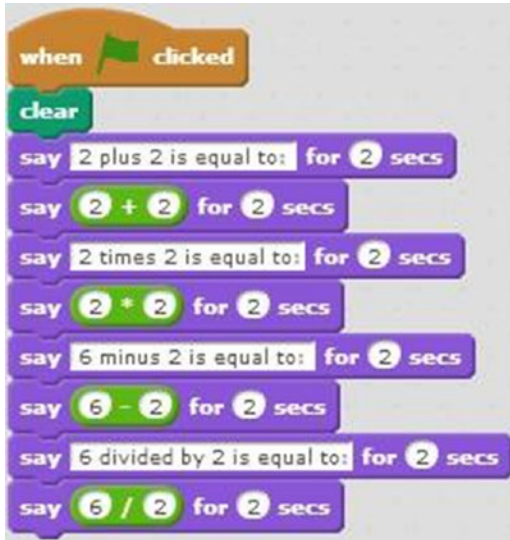 when clicked
clear
say 2 plus 2 is equal to: for 2 secs
say 2 + 2 for 2 secs
say 2 times 2 is equal to: for 2 secs
say 2 * 2 for 2 secs
say 6 minus 2 is equal to: for 2 secs
say 6 - 2 for 2 secs
say 6 divided by 2 is equal to: for 2 secs
say 6 / 2 for 2 secs